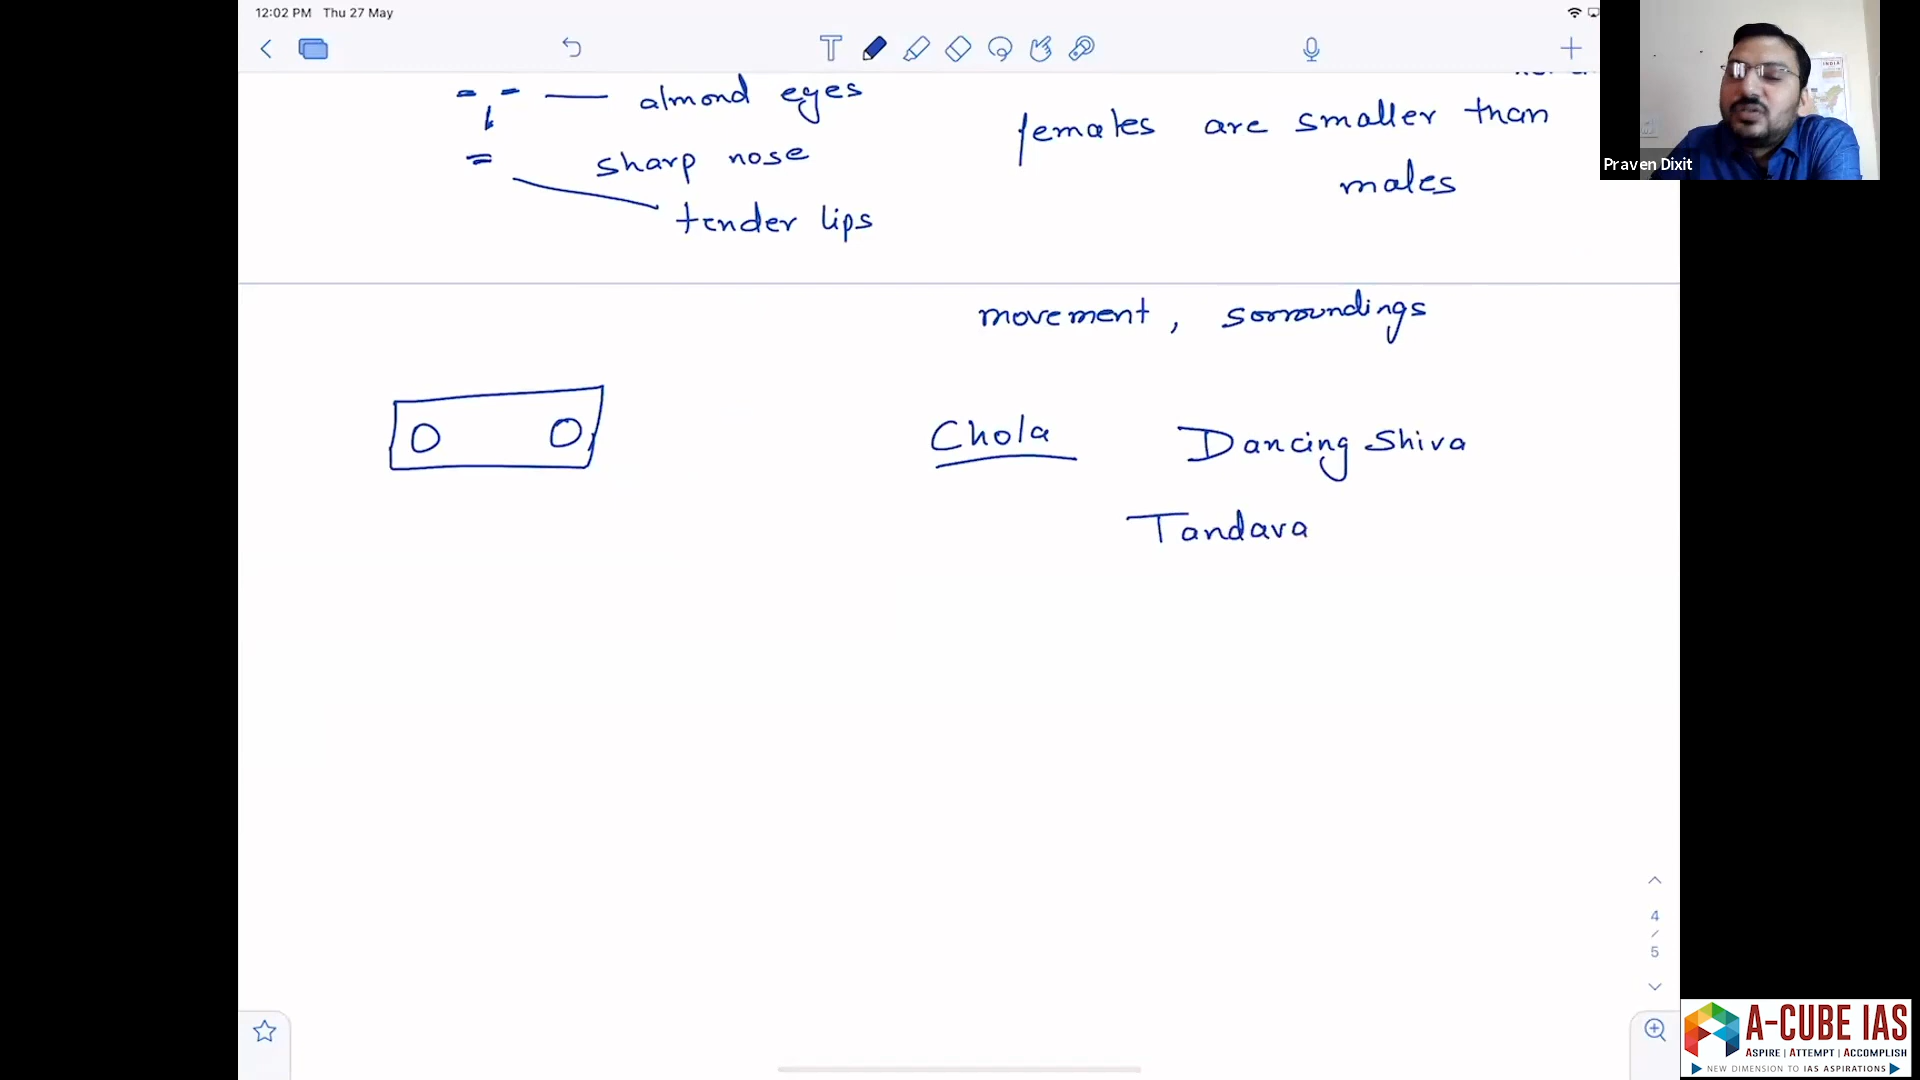 12:02 PM Thu 27 May
almond eyes
sharp nose
tender lips
females are smaller than
males
movement, sorroundings
Chola Dancing Shiva
Tandava
Praven Dixit
INDIA
4
5
A-CUBE IAS
ASPIRE | ATTEMPT | ACCOMPLISH
NEW DIMENSION TO IAS ASPIRATIONS